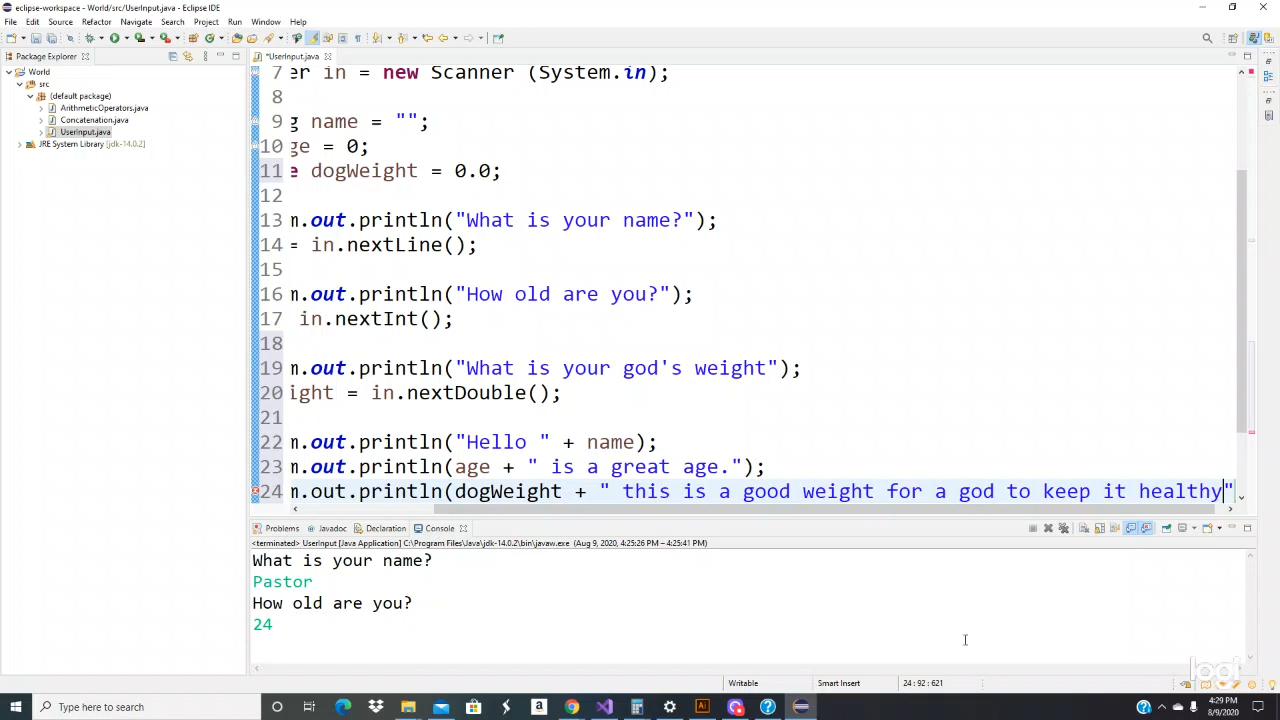 eclipse-workspace - World/src/UserInput.java - Eclipse IDE
File Edit Source Refactor Navigate Search Project Run Window Help
Package Explorer
*UserInput.java
World
src
(default package)
ArithmeticOperators.java
Concatenation.java
UserInput.java
JRE System Library [jdk-14.0.2]
7 er in = new Scanner (System.in);
8
9 g name = "";
10 ge = 0;
11 e dogWeight = 0.0;
12
13 m.out.println("What is your name?");
14 = in.nextLine();
15
16 m.out.println("How old are you?");
17 in.nextInt();
18
19 m.out.println("What is your god's weight");
20 ight = in.nextDouble();
21
22 m.out.println("Hello " + name);
23 m.out.println(age + " is a great age.");
24 m.out.println(dogWeight + " this is a good weight for a god to keep it healthy"
Problems Javadoc Declaration Console
<terminated> UserInput [Java Application] C:\Program Files\Java\jdk-14.0.2\bin\javaw.exe (Aug 9, 2020, 4:25:26 PM – 4:25:41 PM)
What is your name?
Pastor
How old are you?
24
Writable Smart Insert 24 : 92 : 621
logi
Type here to search
4:29 PM
8/9/2020